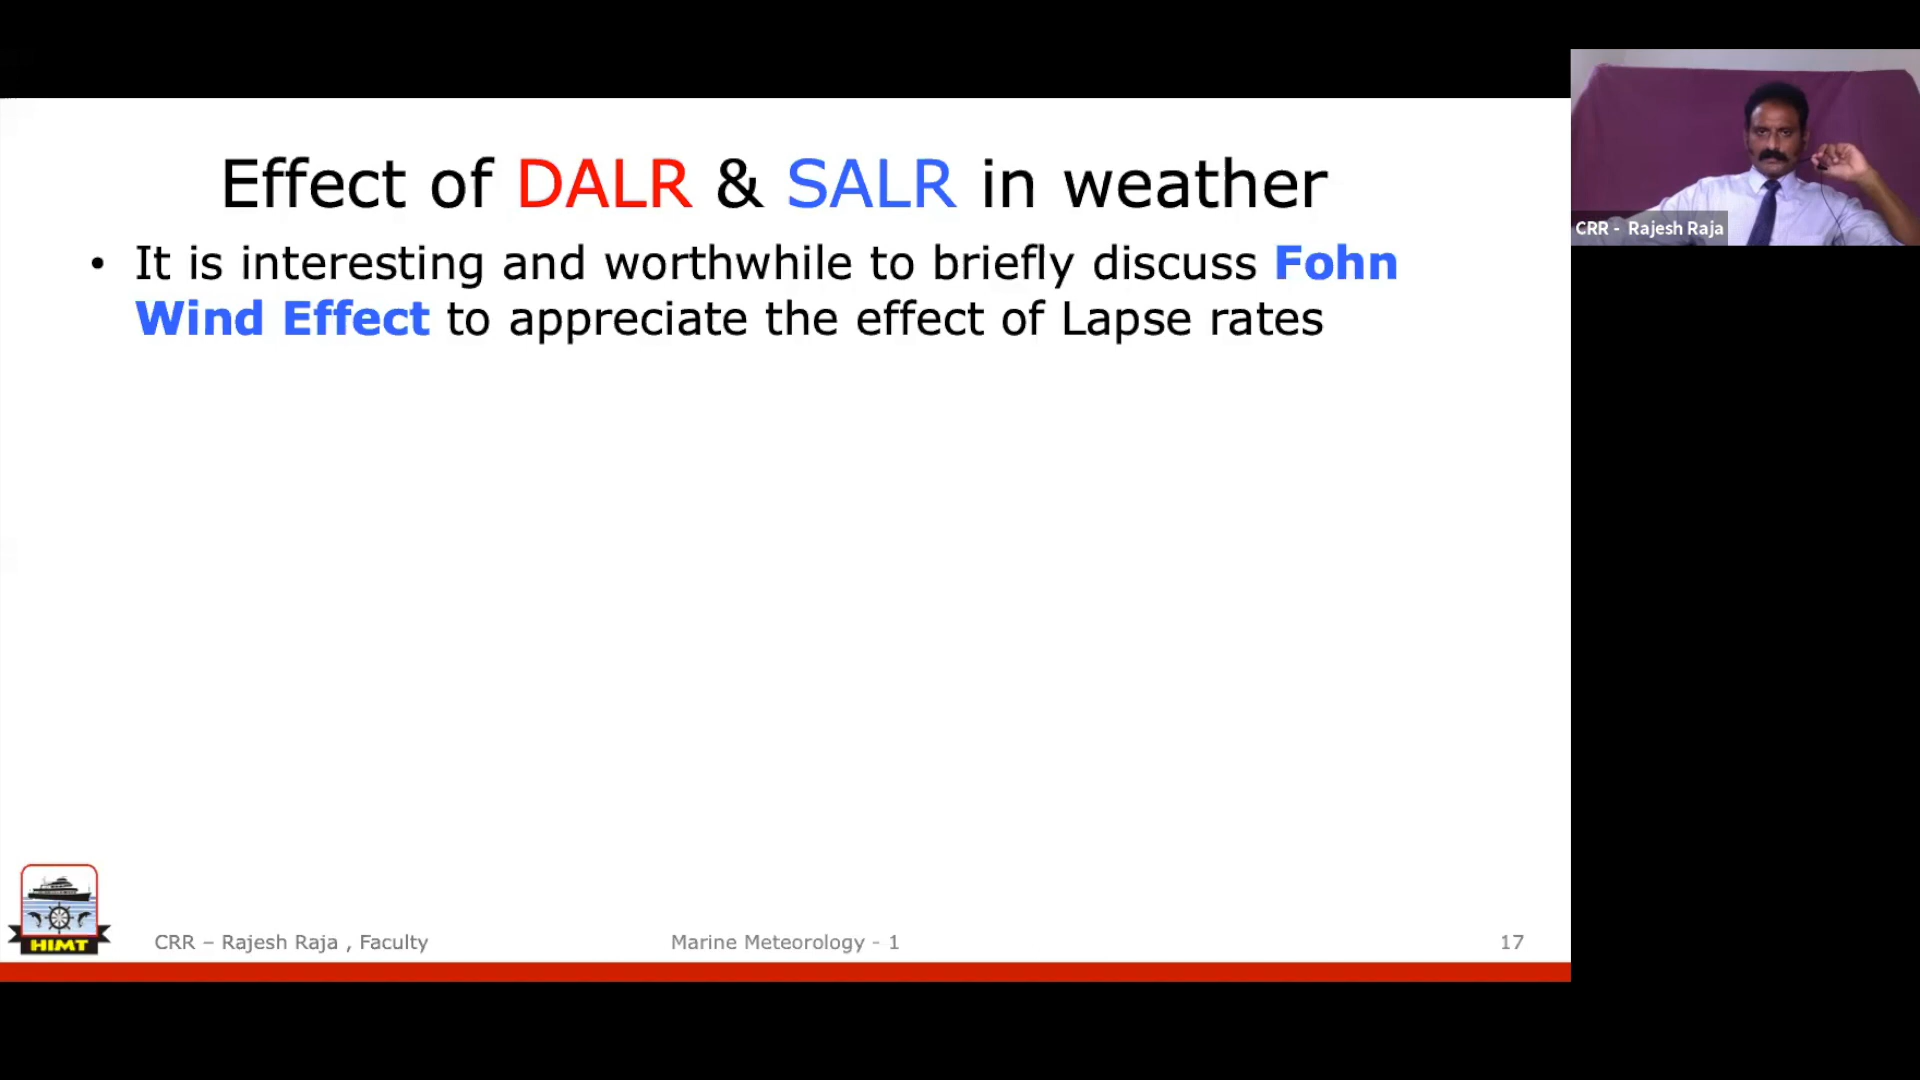 Effect of DALR & SALR in weather
• It is interesting and worthwhile to briefly discuss Fohn
Wind Effect to appreciate the effect of Lapse rates
CRR - Rajesh Raja
HIMT
CRR – Rajesh Raja , Faculty
Marine Meteorology - 1
17